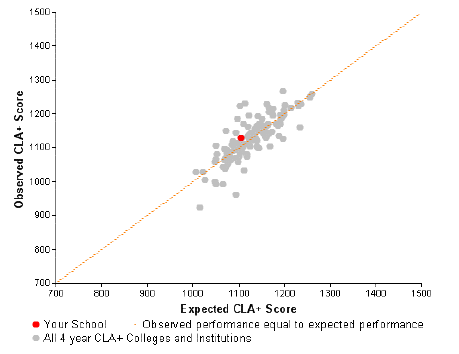 1500
1400
1300
1200
1100
1000
900
800
700
Observed CLA+ Score
700 800 900 1000 1100 1200 1300 1400 1500
Expected CLA+ Score
Your School Observed performance equal to expected performance
All 4 year CLA+ Colleges and Institutions